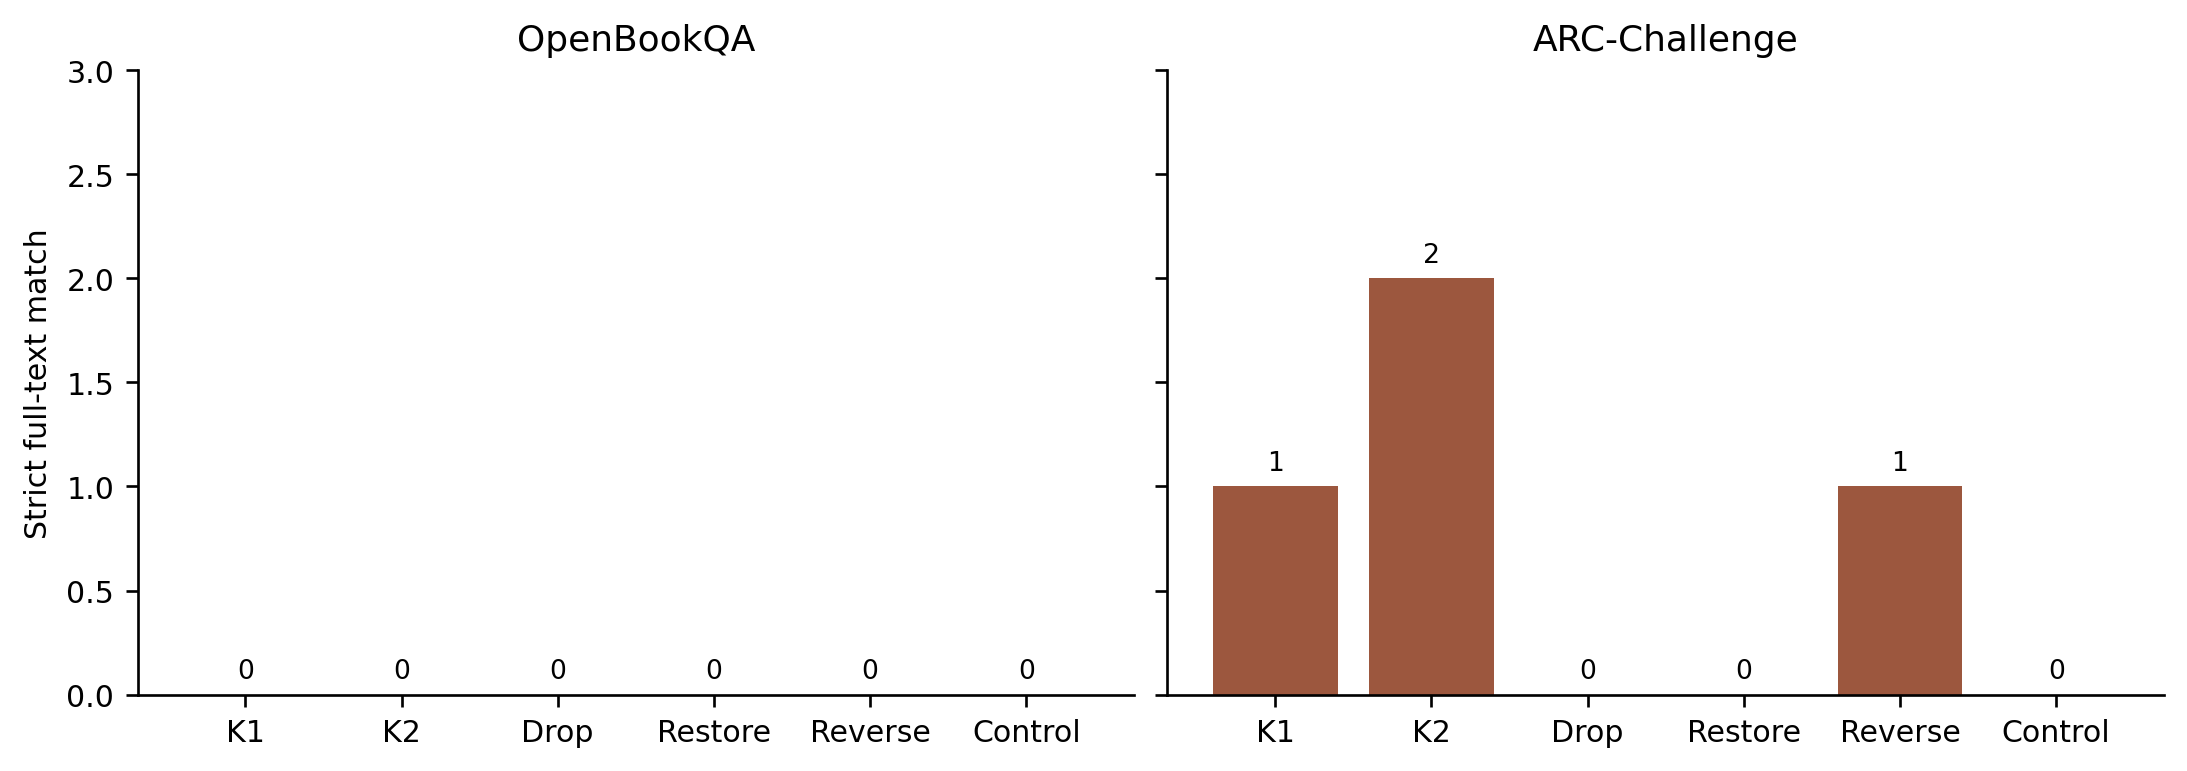 OpenBookQA
Strict full-text match
3.0
2.5
2.0
1.5
1.0
0.5
0.0
0 0 0 0 0 0
K1 K2 Drop Restore Reverse Control
ARC-Challenge
1 2 0 0 1 0
K1 K2 Drop Restore Reverse Control